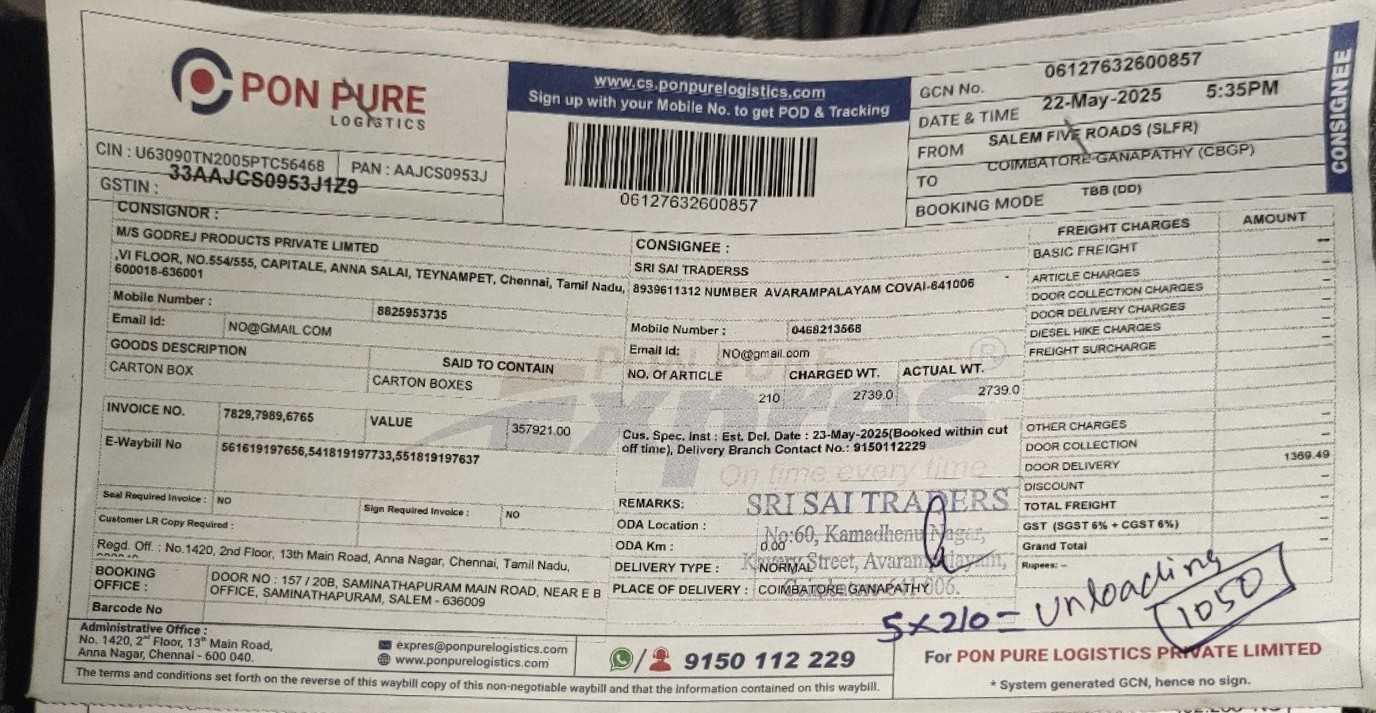 PON PURE
LOGISTICS
CIN : U63090TN2005PTC56468
PAN : AAJCS0953J
GSTIN : 33AAJCS0953J1Z9
www.cs.ponpurelogistics.com
Sign up with your Mobile No. to get POD & Tracking
06127632600857
GCN No. 06127632600857
DATE & TIME 22-May-2025 5:35PM
FROM SALEM FIVE ROADS (SLFR)
TO COIMBATORE-GANAPATHY (CBGP)
BOOKING MODE TBB (DD)
CONSIGNEE
CONSIGNOR :
M/S GODREJ PRODUCTS PRIVATE LIMTED
,VI FLOOR, NO.554/555, CAPITALE, ANNA SALAI, TEYNAMPET, Chennai, Tamil Nadu,
600018-636001
Mobile Number : 8825953735
Email Id: NO@GMAIL.COM
CONSIGNEE :
SRI SAI TRADERSS
8939611312 NUMBER AVARAMPALAYAM COVAI-641006
Mobile Number : 0468213568
Email Id: NO@gmail.com
GOODS DESCRIPTION SAID TO CONTAIN
CARTON BOX CARTON BOXES
NO. Of ARTICLE CHARGED WT. ACTUAL WT.
210 2739.0 2739.0
INVOICE NO. 7829,7989,6765 VALUE 357921.00
E-Waybill No 561619197656,541819197733,551819197637
Cus. Spec. Inst : Est. Del. Date : 23-May-2025(Booked within cut
off time), Delivery Branch Contact No.: 9150112229
PON PURE
Expres
On time every time
Seal Required Invoice : NO Sign Required Invoice : NO
Customer LR Copy Required :
Regd. Off. : No.1420, 2nd Floor, 13th Main Road, Anna Nagar, Chennai, Tamil Nadu,
BOOKING OFFICE : DOOR NO : 157 / 20B, SAMINATHAPURAM MAIN ROAD, NEAR E B
OFFICE, SAMINATHAPURAM, SALEM - 636009
Barcode No
REMARKS:
ODA Location :
ODA Km : 0.00
DELIVERY TYPE : NORMAL
PLACE OF DELIVERY : COIMBATORE GANAPATHY
SRI SAI TRADERS
No:60, Kamadhenu Nagar,
FREIGHT CHARGES AMOUNT
BASIC FREIGHT --
ARTICLE CHARGES --
DOOR COLLECTION CHARGES --
DOOR DELIVERY CHARGES --
DIESEL HIKE CHARGES --
FREIGHT SURCHARGE --
OTHER CHARGES --
DOOR COLLECTION --
DOOR DELIVERY 1369.49
DISCOUNT --
TOTAL FREIGHT --
GST (SGST 6% + CGST 6%) --
Grand Total --
Rupees: --
5x210 = unloading
1050
Administrative Office :
No. 1420, 2nd Floor, 13th Main Road,
Anna Nagar, Chennai - 600 040.
expres@ponpurelogistics.com
www.ponpurelogistics.com
9150 112 229
For PON PURE LOGISTICS PRIVATE LIMITED
* System generated GCN, hence no sign.
The terms and conditions set forth on the reverse of this waybill copy of this non-negotiable waybill and that the Information contained on this waybill.